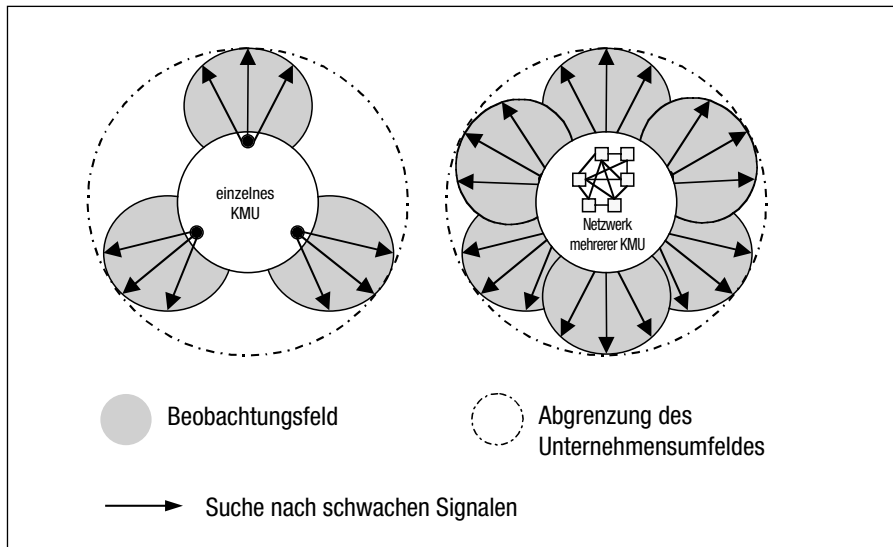 einzelnes
KMU
Netzwerk
mehrerer KMU
Beobachtungsfeld
Abgrenzung des
Unternehmensumfeldes
Suche nach schwachen Signalen